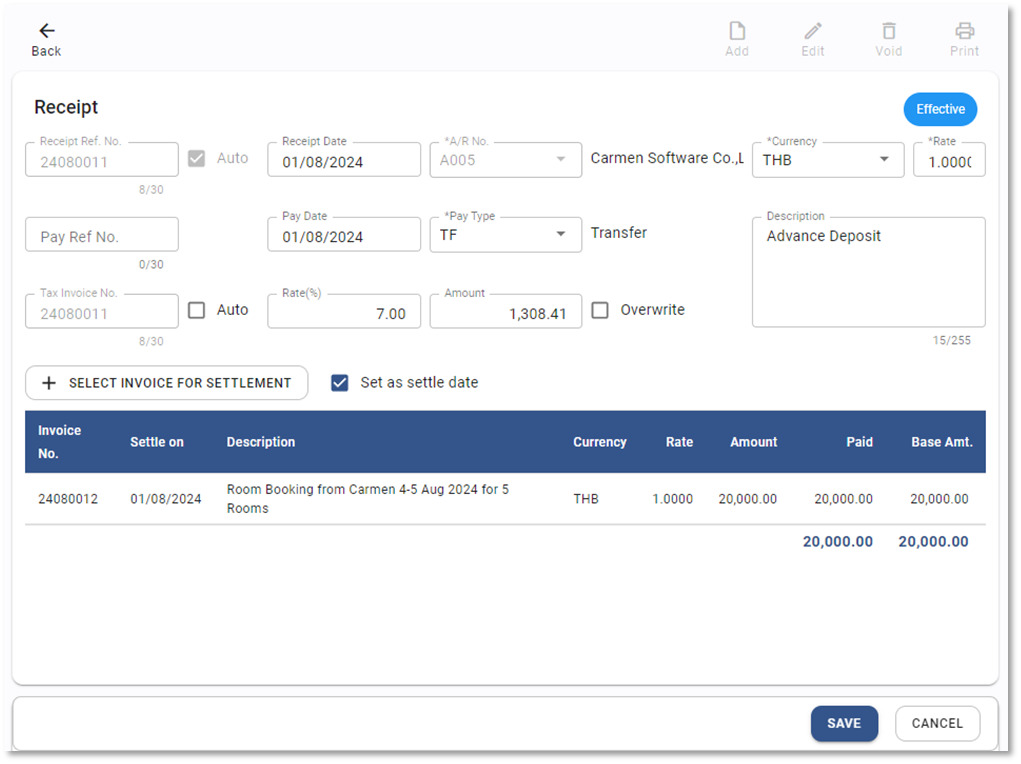 Back
Add
Edit
Void
Print
Receipt
Effective
Receipt Ref. No.
24080011
Auto
8/30
Receipt Date
01/08/2024
*A/R No.
A005
Carmen Software Co.,L
*Currency
THB
*Rate
1.0000
Pay Ref No.
0/30
Pay Date
01/08/2024
*Pay Type
TF
Transfer
Description
Advance Deposit
15/255
Tax Invoice No.
24080011
Auto
8/30
Rate(%)
7.00
Amount
1,308.41
Overwrite
SELECT INVOICE FOR SETTLEMENT
Set as settle date
Invoice
No.
Settle on
Description
Currency
Rate
Amount
Paid
Base Amt.
24080012
01/08/2024
Room Booking from Carmen 4-5 Aug 2024 for 5
Rooms
THB
1.0000
20,000.00
20,000.00
20,000.00
20,000.00
20,000.00
SAVE
CANCEL